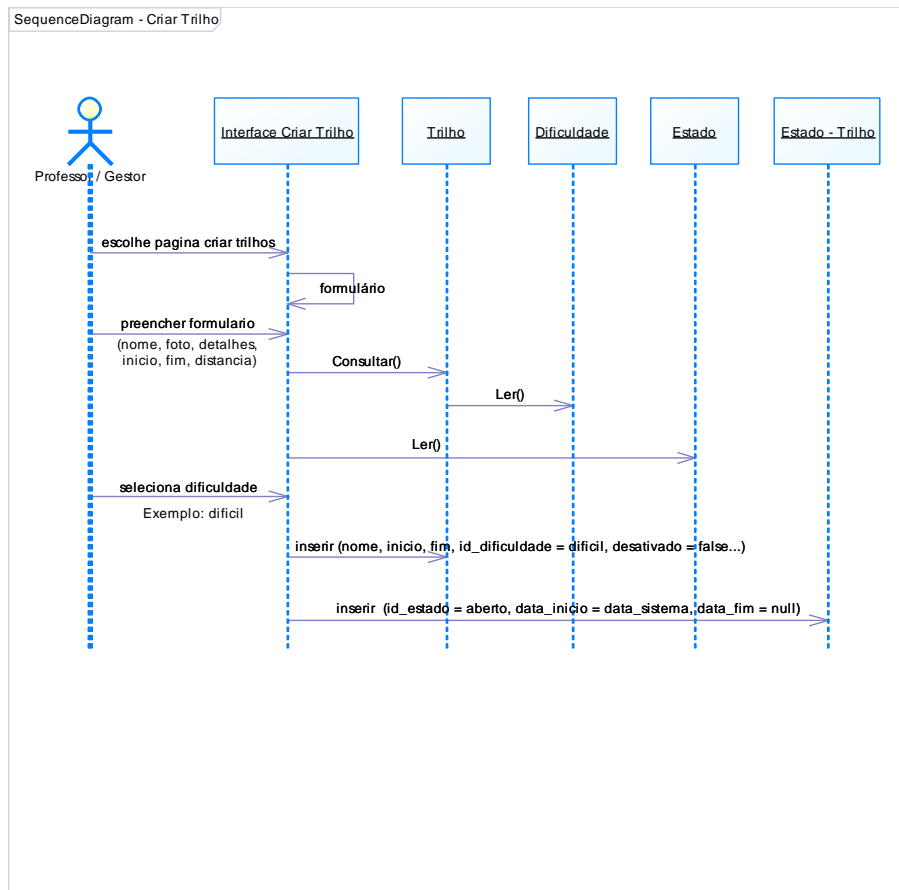 SequenceDiagram - Criar Trilho
Interface Criar Trilho
Trilho
Dificuldade
Estado
Estado - Trilho
Professor / Gestor
escolhe pagina criar trilhos
formulário
preencher formulario
(nome, foto, detalhes,
inicio, fim, distancia)
Consultar()
Ler()
Ler()
seleciona dificuldade
Exemplo: dificil
inserir (nome, inicio, fim, id_dificuldade = dificil, desativado = false...)
inserir (id_estado = aberto, data_inicio = data_sistema, data_fim = null)